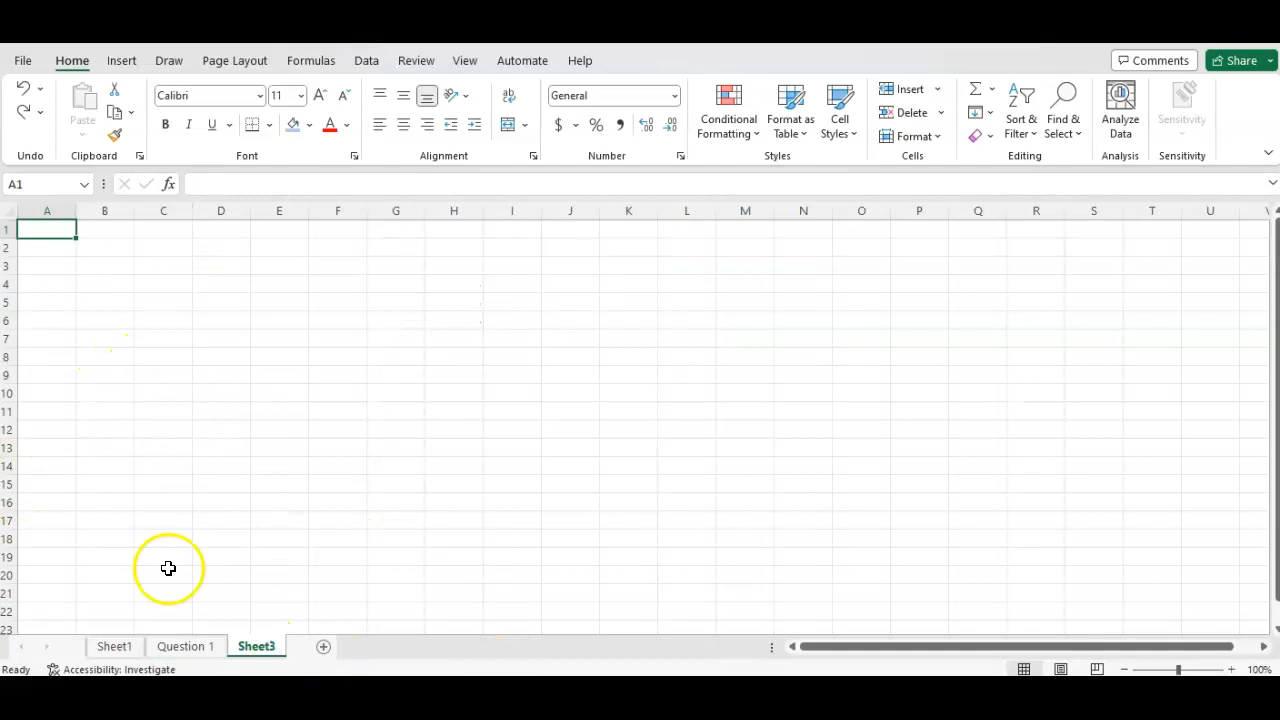 File Home Insert Draw Page Layout Formulas Data Review View Automate Help Comments Share
Calibri 11 General Insert
Paste B I U $ % , Conditional Formatting Format as Table Cell Styles Delete Sort & Filter Find & Select Analyze Data Sensitivity
Format
Undo Clipboard Font Alignment Number Styles Cells Editing Analysis Sensitivity
A1 fx
A B C D E F G H I J K L M N O P Q R S T U
1
2
3
4
5
6
7
8
9
10
11
12
13
14
15
16
17
18
19
20
21
22
23
Sheet1 Question 1 Sheet3
Ready Accessibility: Investigate 100%